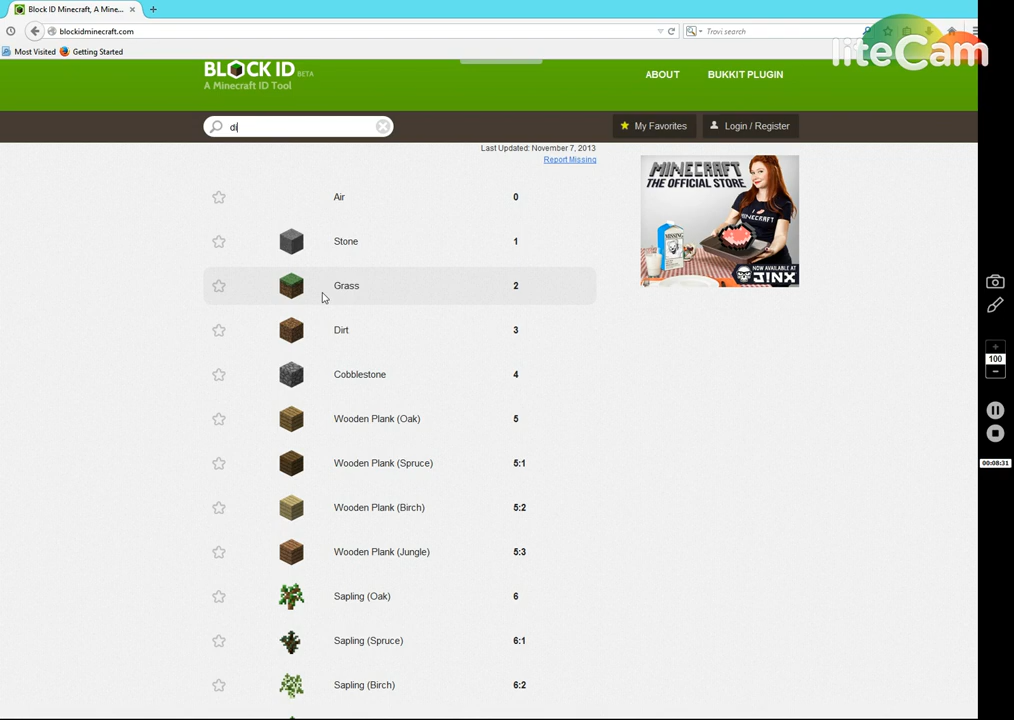 Block ID Minecraft, A Mine...
blockidminecraft.com
Trovi search
Most Visited
Getting Started
liteCam
BLOCK ID BETA
A Minecraft ID Tool
ABOUT
BUKKIT PLUGIN
di
My Favorites
Login / Register
Last Updated: November 7, 2013
Report Missing
MINECRAFT
THE OFFICIAL STORE
MINECRAFT
MISSING
NOW AVAILABLE AT
JINX
Air 0
Stone 1
Grass 2
Dirt 3
Cobblestone 4
Wooden Plank (Oak) 5
Wooden Plank (Spruce) 5:1
Wooden Plank (Birch) 5:2
Wooden Plank (Jungle) 5:3
Sapling (Oak) 6
Sapling (Spruce) 6:1
Sapling (Birch) 6:2
100
00:08:31